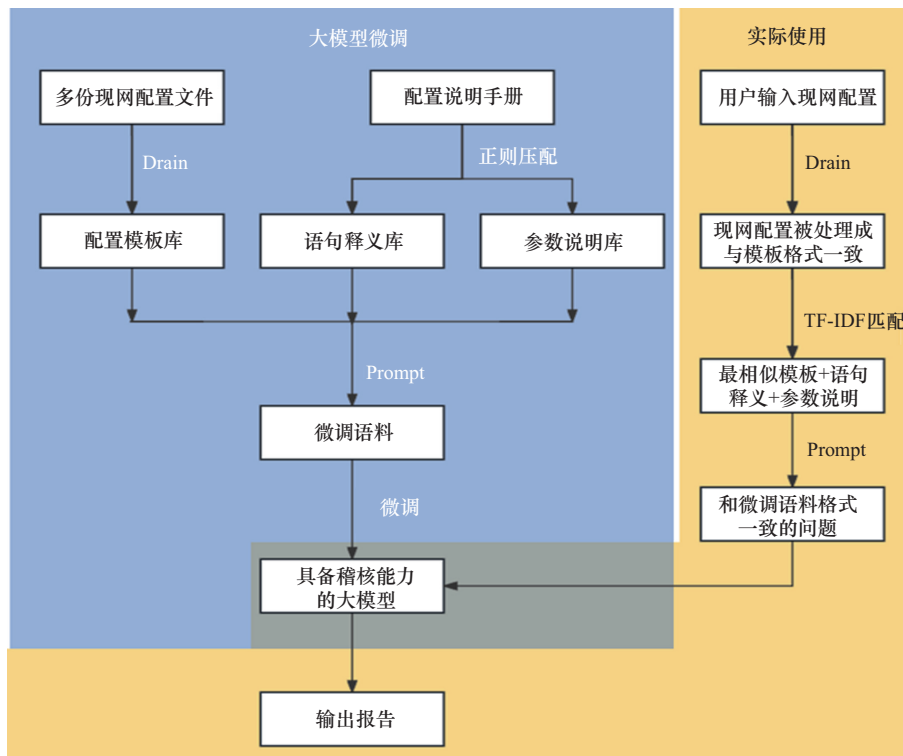 大模型微调
多份现网配置文件
配置说明手册
Drain
正则压配
配置模板库
语句释义库
参数说明库
Prompt
微调语料
微调
具备稽核能力
的大模型
输出报告
实际使用
用户输入现网配置
Drain
现网配置被处理成
与模板格式一致
TF-IDF匹配
最相似模板+语句
释义+参数说明
Prompt
和微调语料格式
一致的问题